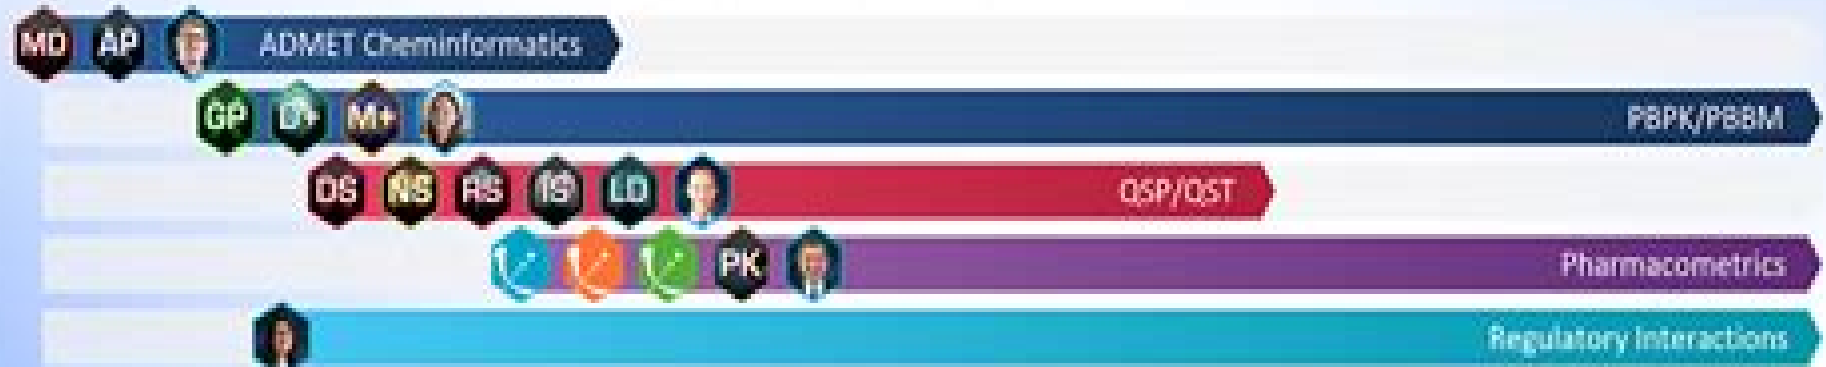 MD AP ADMET Cheminformatics
GP D+ M+ PBPK/PBBM
DS NS RS IS LD QSP/QST
PK Pharmacometrics
Regulatory Interactions